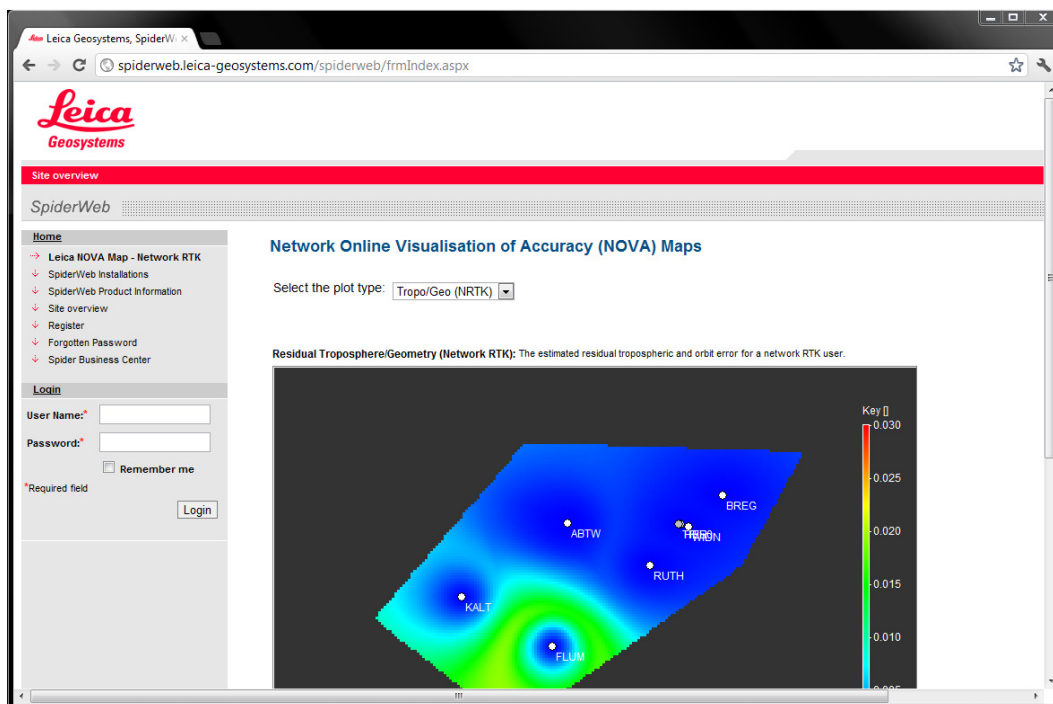 Leica Geosystems, SpiderW
spiderweb.leica-geosystems.com/spiderweb/frmIndex.aspx
Leica
Geosystems
Site overview
SpiderWeb
Home
Leica NOVA Map - Network RTK
SpiderWeb Installations
SpiderWeb Product Information
Site overview
Register
Forgotten Password
Spider Business Center
Login
User Name:*
Password:*
Remember me
*Required field
Login
Network Online Visualisation of Accuracy (NOVA) Maps
Select the plot type: Tropo/Geo (NRTK)
Residual Troposphere/Geometry (Network RTK): The estimated residual tropospheric and orbit error for a network RTK user.
Key []
0.030
0.025
BREG
0.020
ABTW
WIDN
RUTH
0.015
KALT
0.010
FLUM
0.005